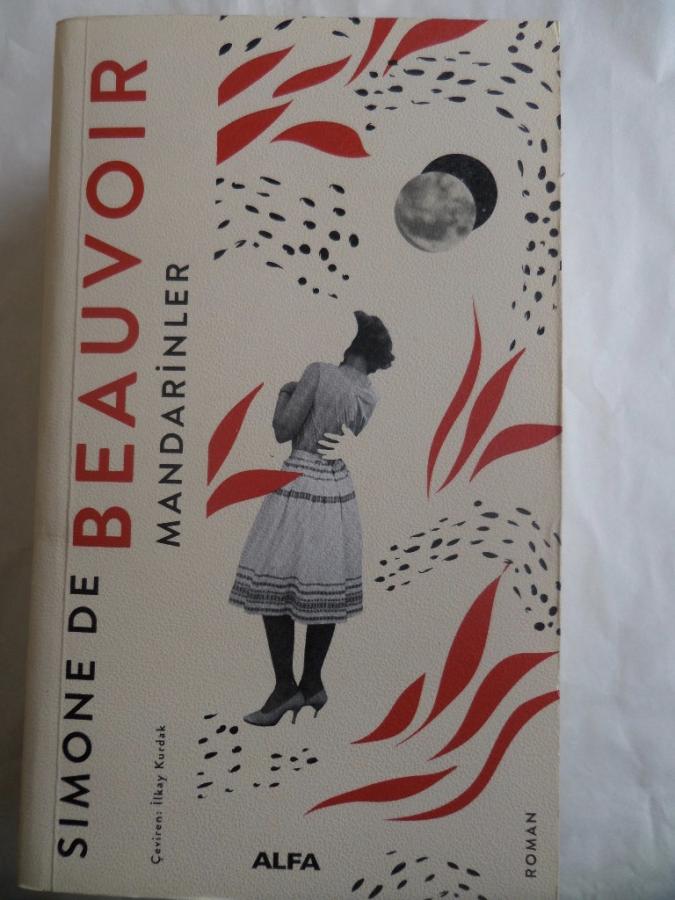 SIMONE DE BEAUVOIR
MANDARİNLER
Çeviren: İlkay Kurdak
ALFA
ROMAN